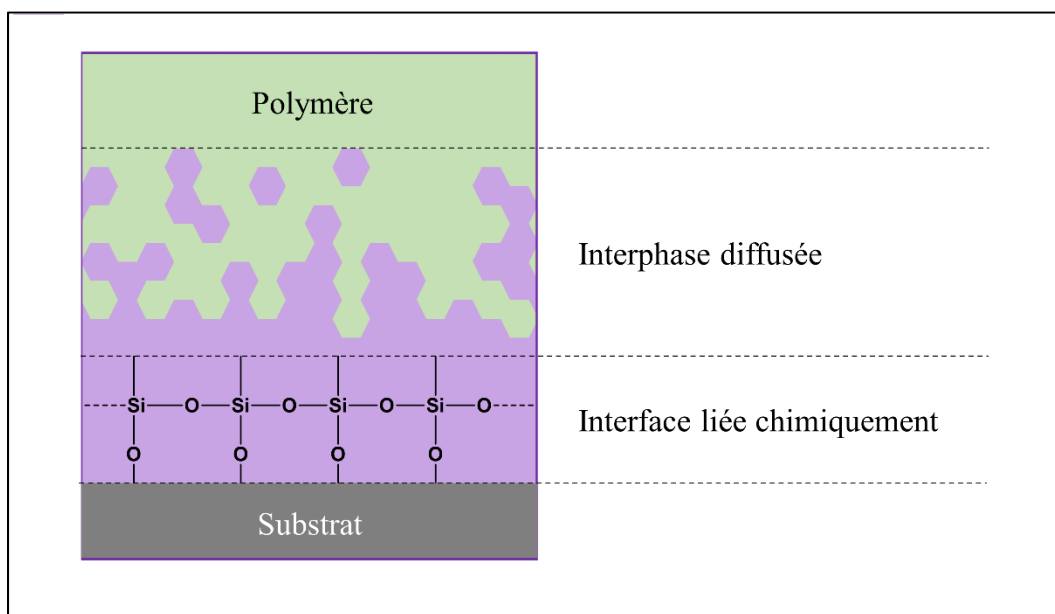 Polymère
Interphase diffusée
Si O Si O Si O Si O
Interface liée chimiquement
O O O O
Substrat